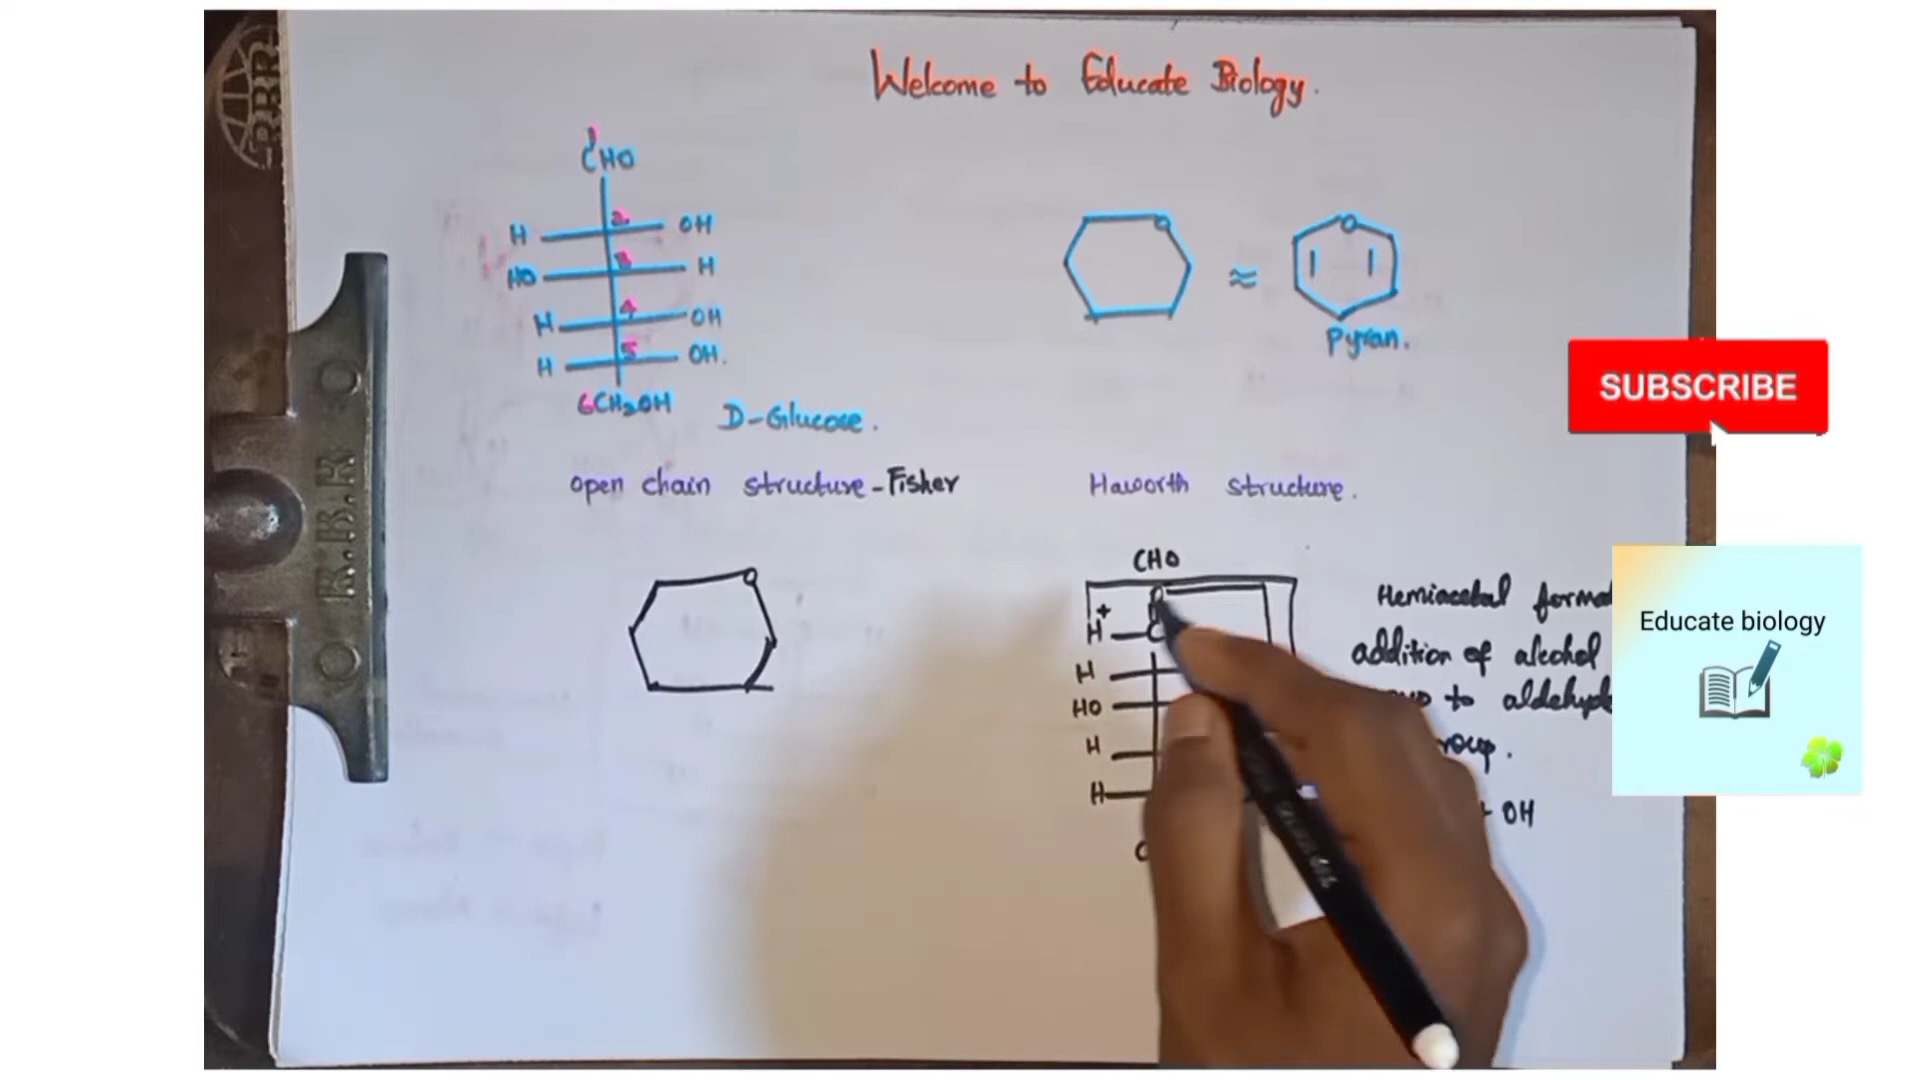 Welcome to Educate Biology.
1
CHO
H 2 OH
HO 3 H
H 4 OH
H 5 OH.
6CH2OH
D-Glucose.
O
≈
O
Pyran.
open chain structure - Fisher
Haworth structure.
O
CHO
+
O
H C
H
HO
H
H
C
Hemiacetal
addition of alcohol
to
OH
SUBSCRIBE
Educate biology
R.B.K